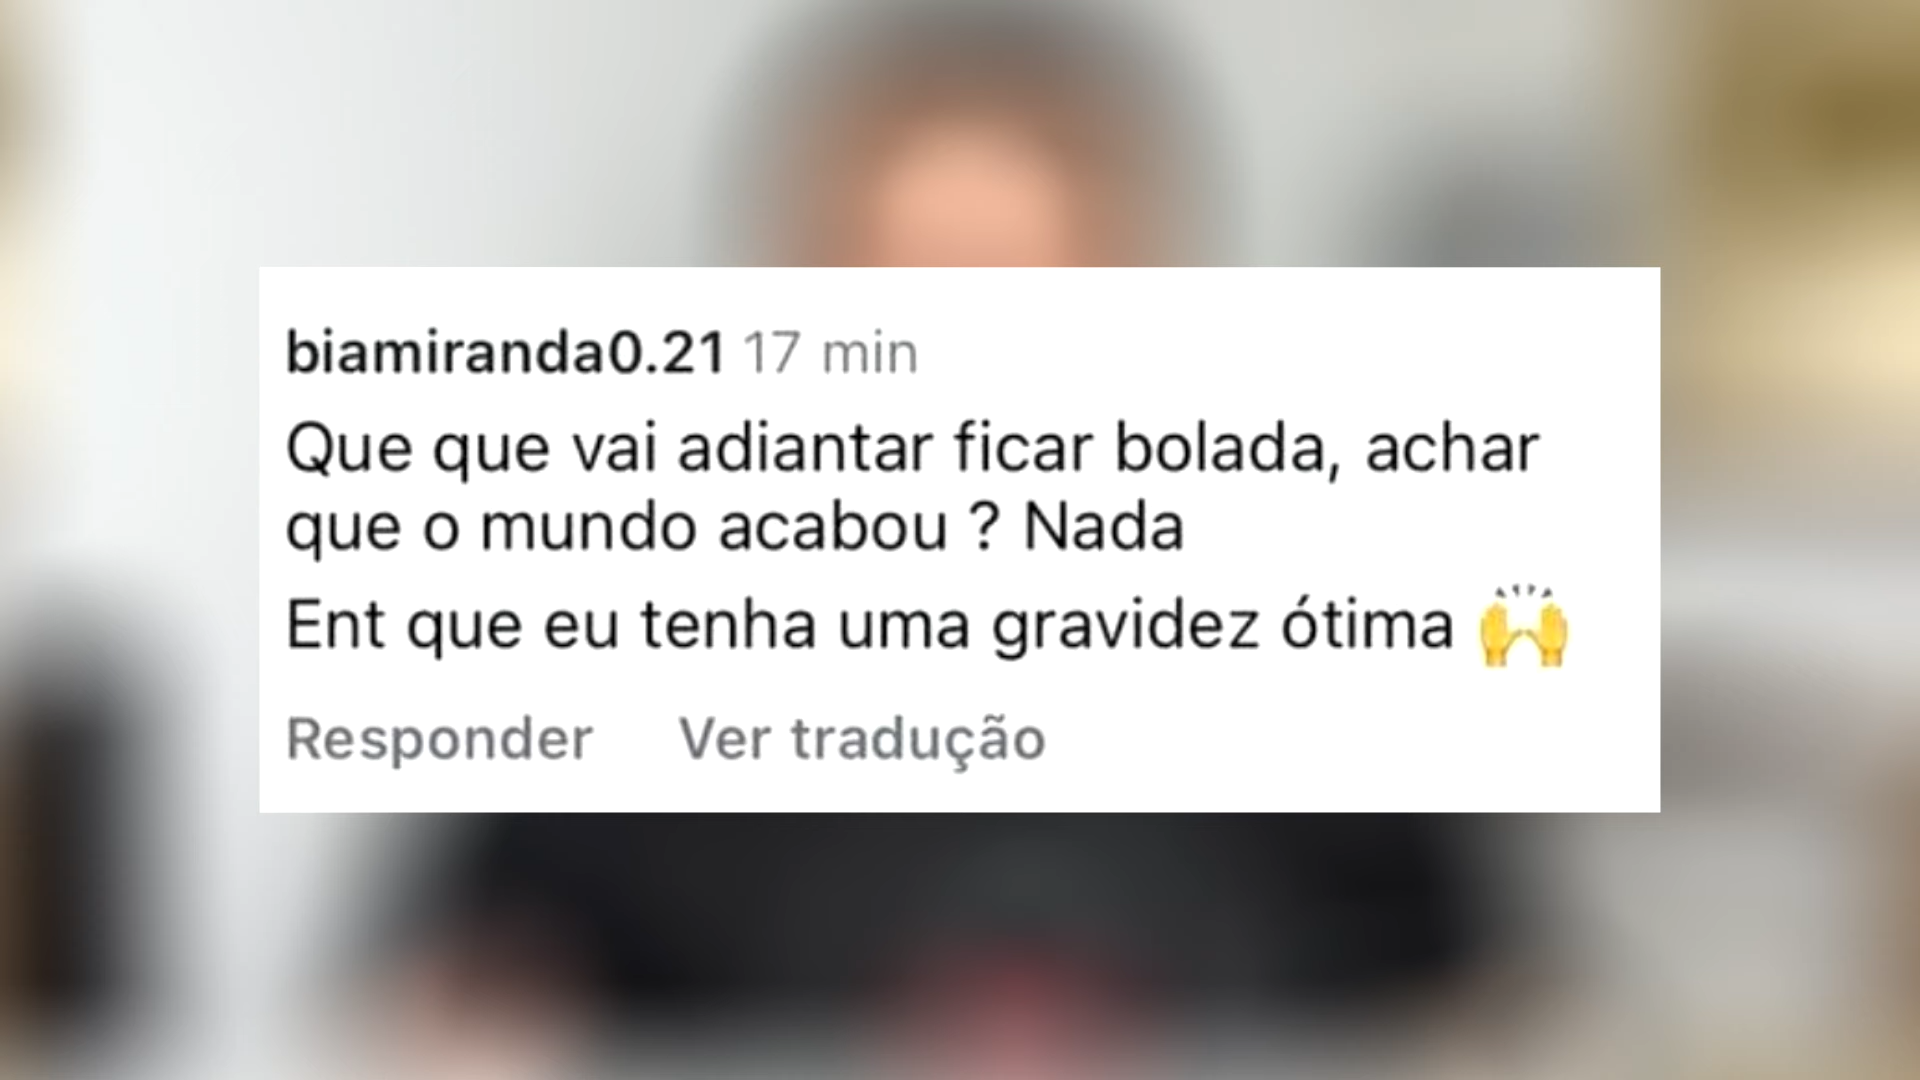 biamiranda0.21 17 min
Que que vai adiantar ficar bolada, achar
que o mundo acabou ? Nada
Ent que eu tenha uma gravidez ótima 🙌
Responder Ver tradução